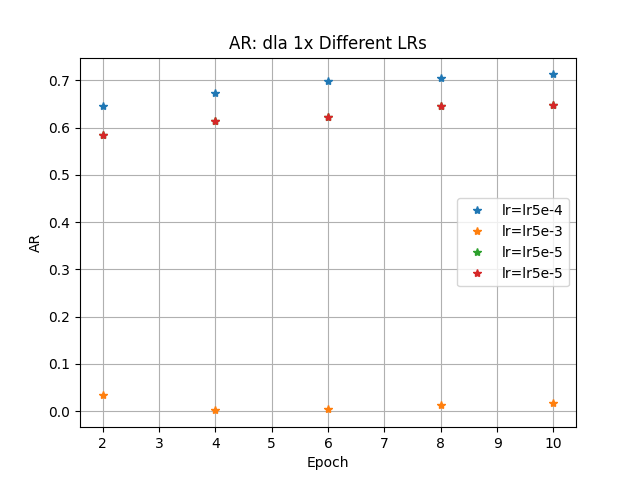 AR: dla 1x Different LRs
0.7
0.6
0.5
0.4
0.3
0.2
0.1
0.0
AR
lr=lr5e-4
lr=lr5e-3
lr=lr5e-5
lr=lr5e-5
2 3 4 5 6 7 8 9 10
Epoch